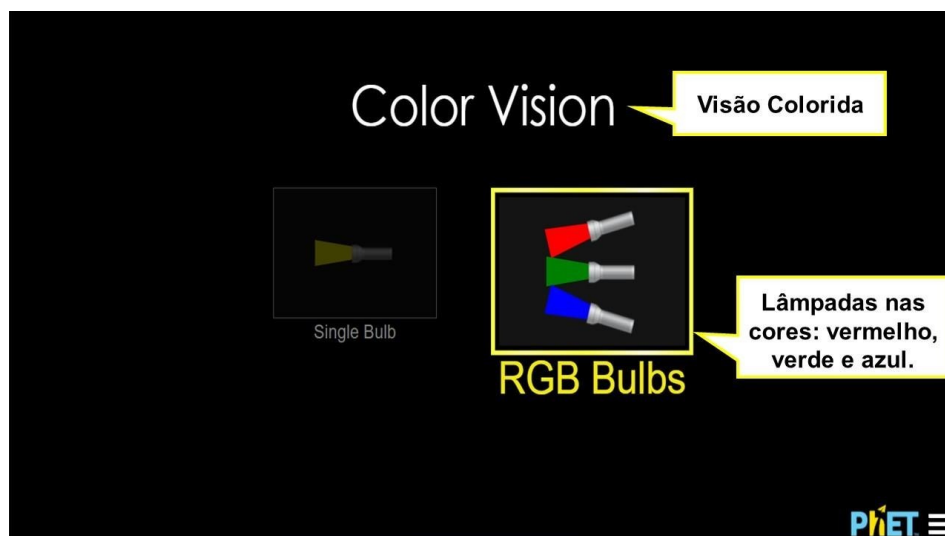 Color Vision
Visão Colorida
Single Bulb
RGB Bulbs
Lâmpadas nas
cores: vermelho,
verde e azul.
PhET